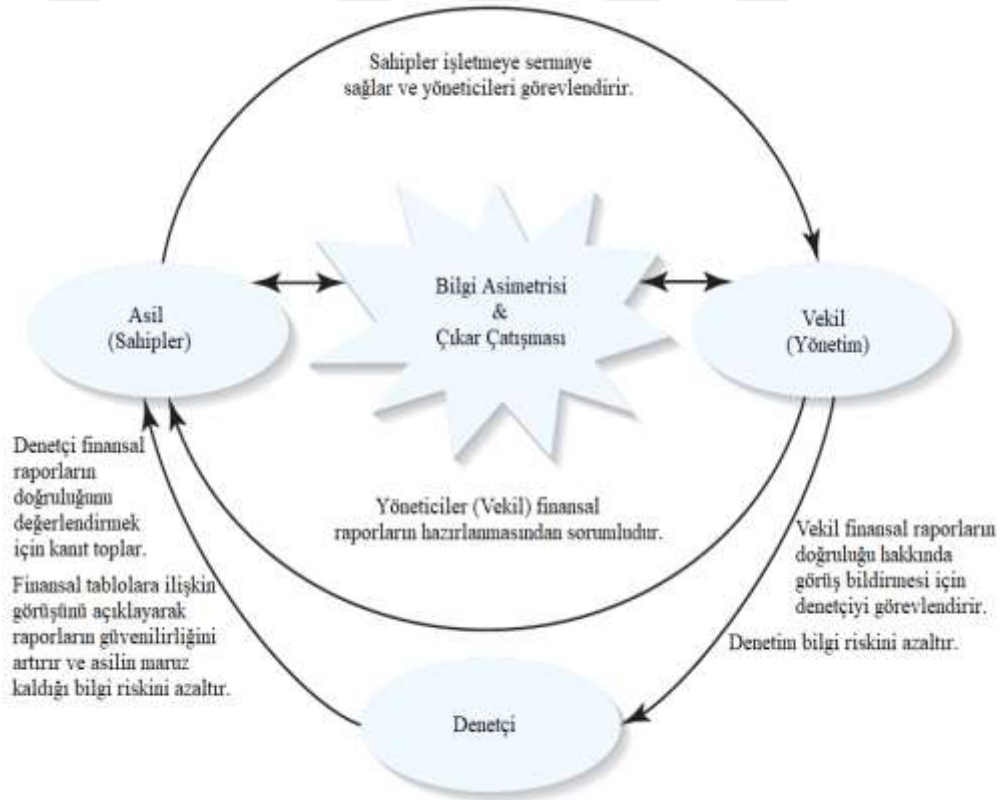 Sahipler işletmeye sermaye
sağlar ve yöneticileri görevlendirir.
Asil
(Sahipler)
Bilgi Asimetrisi
&
Çıkar Çatışması
Vekil
(Yönetim)
Denetçi finansal
raporların
doğruluğunu
değerlendirmek
için kanıt toplar.
Finansal tablolara ilişkin
görüşünü açıklayarak
raporların güvenilirliğini
artırır ve asilin maruz
kaldığı bilgi riskini azaltır.
Yöneticiler (Vekil) finansal
raporların hazırlanmasından sorumludur.
Vekil finansal raporların
doğruluğu hakkında
görüş bildirmesi için
denetçiyi görevlendirir.
Denetim bilgi riskini azaltır.
Denetçi